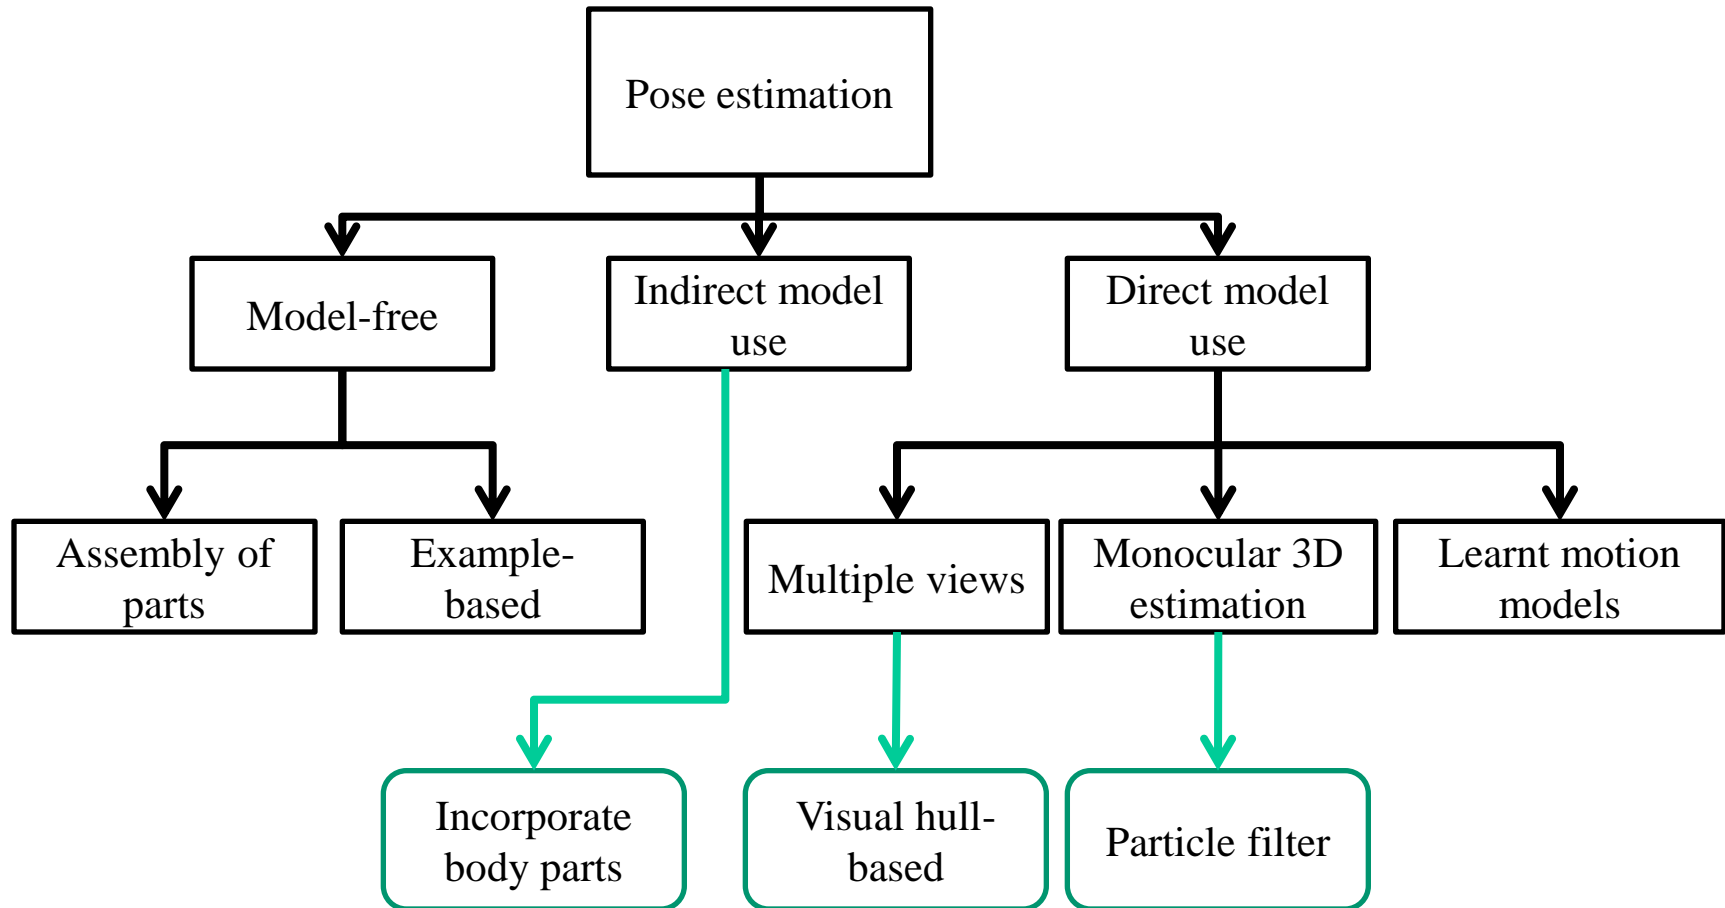 Pose estimation
Model-free
Indirect model
use
Direct model
use
Assembly of
parts
Example-
based
Multiple views
Monocular 3D
estimation
Learnt motion
models
Incorporate
body parts
Visual hull-
based
Particle filter